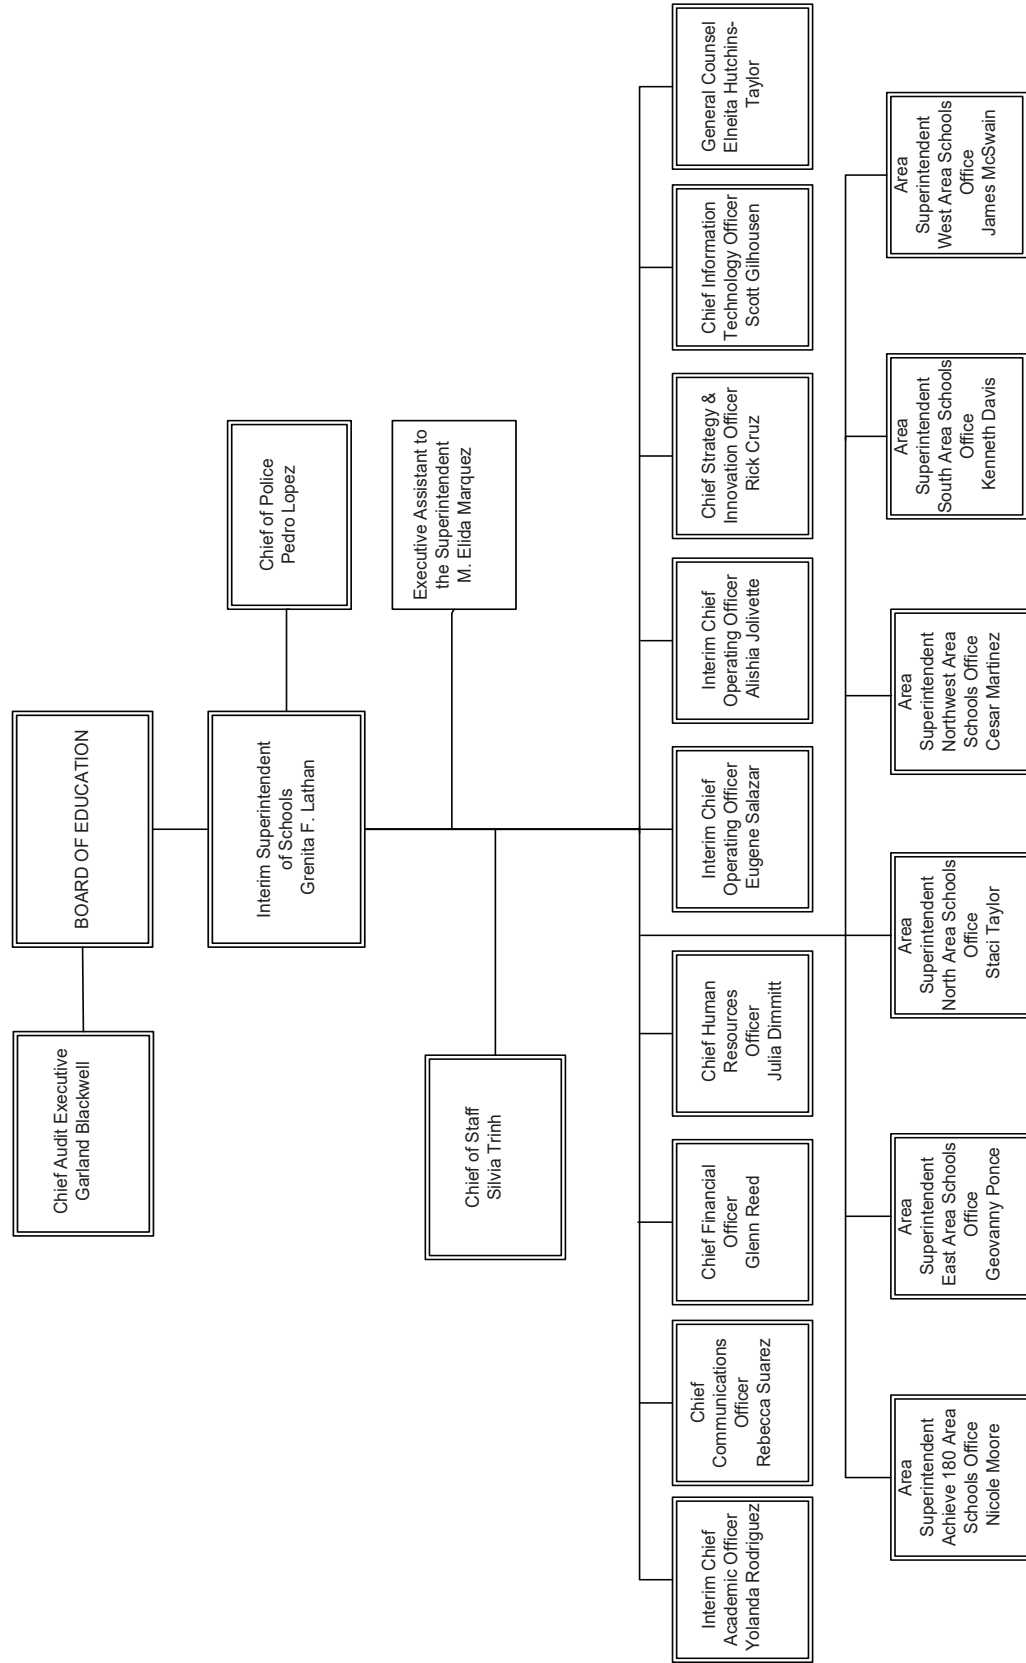 BOARD OF EDUCATION
Chief Audit Executive
Garland Blackwell
Interim Superintendent
of Schools
Grenita F. Lathan
Chief of Police
Pedro Lopez
Executive Assistant to
the Superintendent
M. Elida Marquez
Chief of Staff
Silvia Trinh
Interim Chief
Academic Officer
Yolanda Rodriguez
Chief
Communications
Officer
Rebecca Suarez
Chief Financial
Officer
Glenn Reed
Chief Human
Resources
Officer
Julia Dimmitt
Interim Chief
Operating Officer
Eugene Salazar
Interim Chief
Operating Officer
Alishia Jolivette
Chief Strategy &
Innovation Officer
Rick Cruz
Chief Information
Technology Officer
Scott Gilhousen
General Counsel
Elneita Hutchins-
Taylor
Area
Superintendent
Achieve 180 Area
Schools Office
Nicole Moore
Area
Superintendent
East Area Schools
Office
Geovanny Ponce
Area
Superintendent
North Area Schools
Office
Staci Taylor
Area
Superintendent
Northwest Area
Schools Office
Cesar Martinez
Area
Superintendent
South Area Schools
Office
Kenneth Davis
Area
Superintendent
West Area Schools
Office
James McSwain